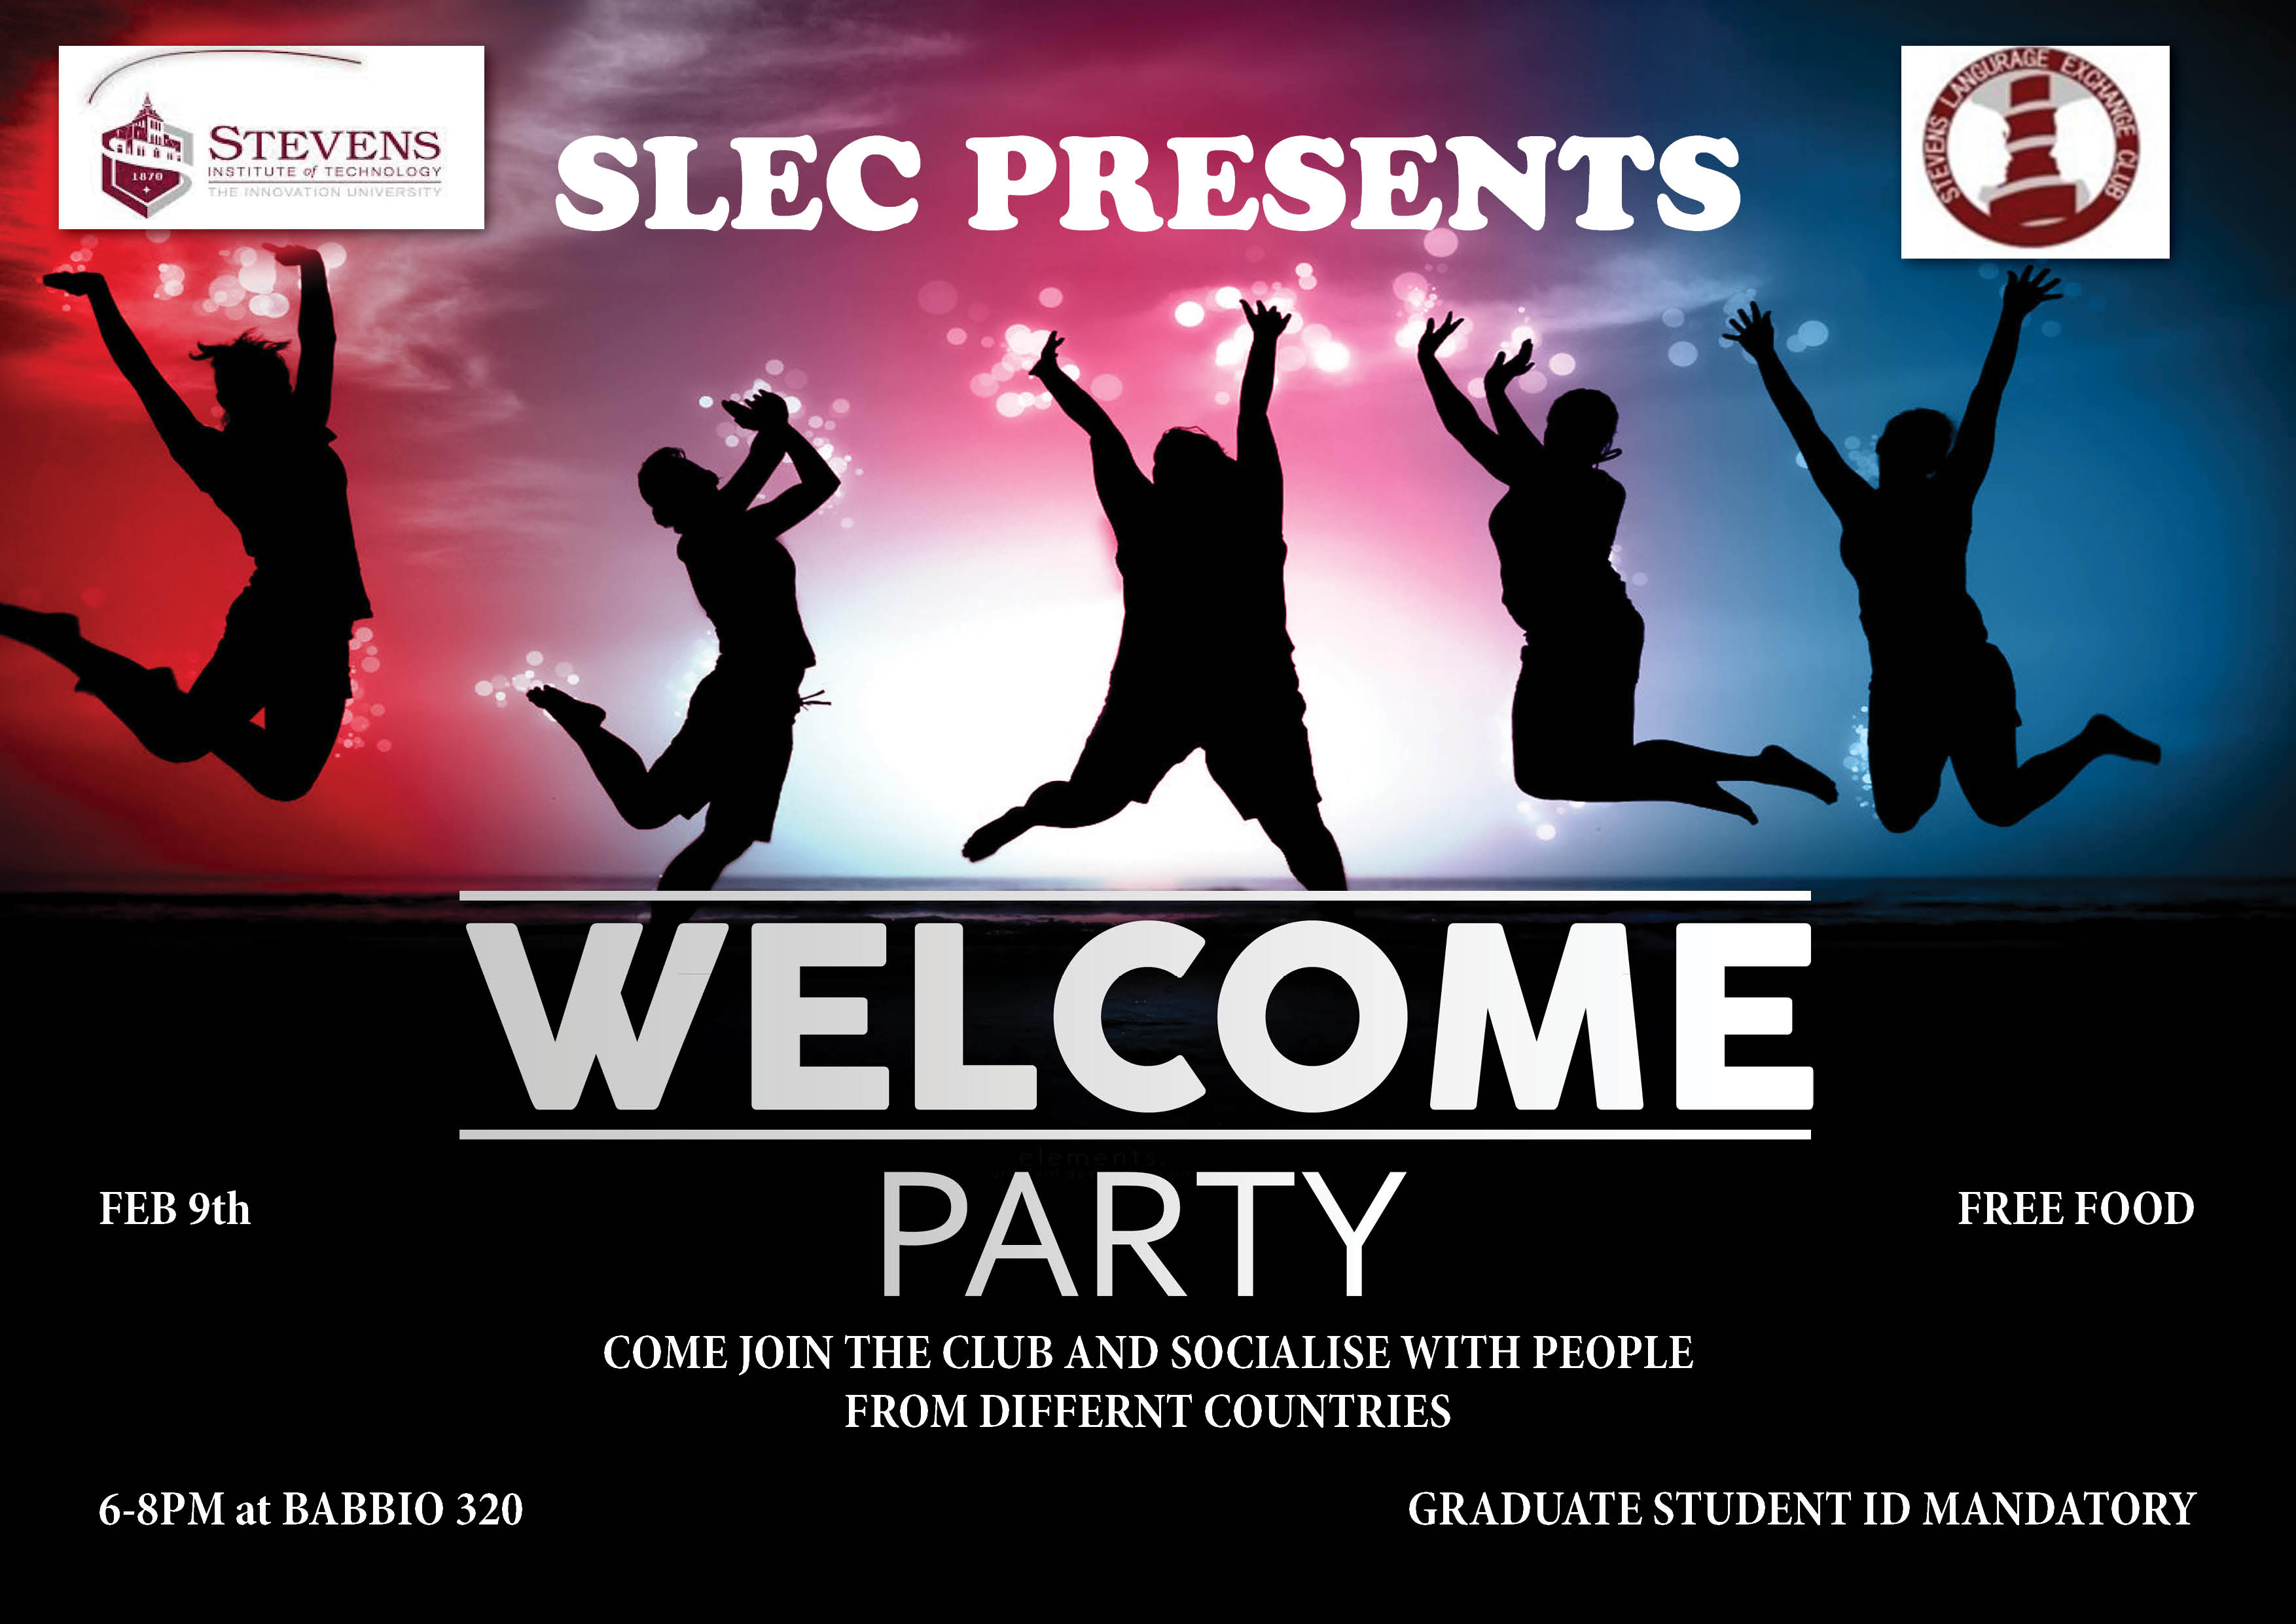 STEVENS
INSTITUTE of TECHNOLOGY
THE INNOVATION UNIVERSITY
1870
SLEC PRESENTS
STEVENS LANGURAGE EXCHANGE CLUB
WELCOME
elements
PARTY
FEB 9th
FREE FOOD
COME JOIN THE CLUB AND SOCIALISE WITH PEOPLE
FROM DIFFERNT COUNTRIES
6-8PM at BABBIO 320
GRADUATE STUDENT ID MANDATORY